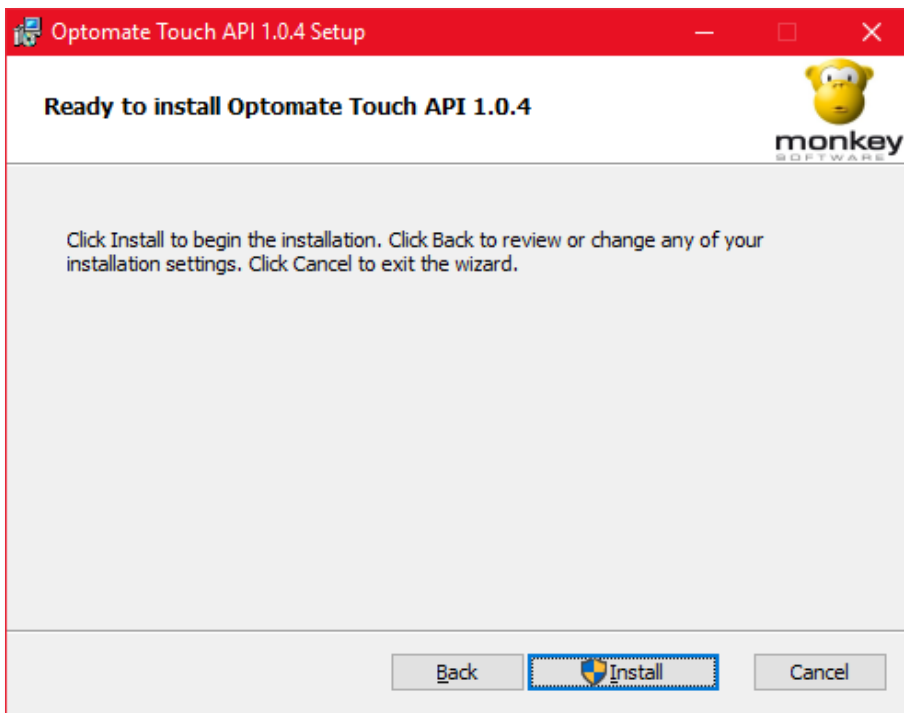 Optomate Touch API 1.0.4 Setup
Ready to install Optomate Touch API 1.0.4
monkey
SOFTWARE
Click Install to begin the installation. Click Back to review or change any of your
installation settings. Click Cancel to exit the wizard.
Back
Install
Cancel